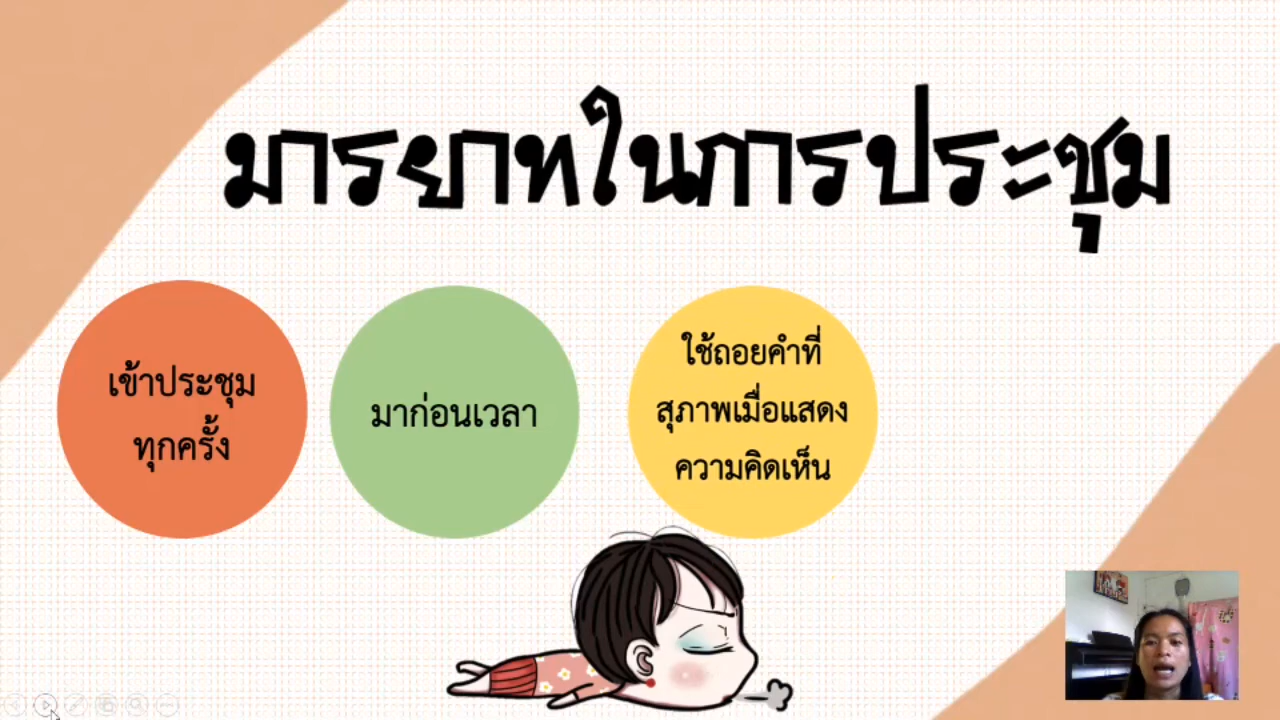 มารยาทในการประชุม
เข้าประชุม
ทุกครั้ง
มาก่อนเวลา
ใช้ถอยคำที่
สุภาพเมื่อแสดง
ความคิดเห็น